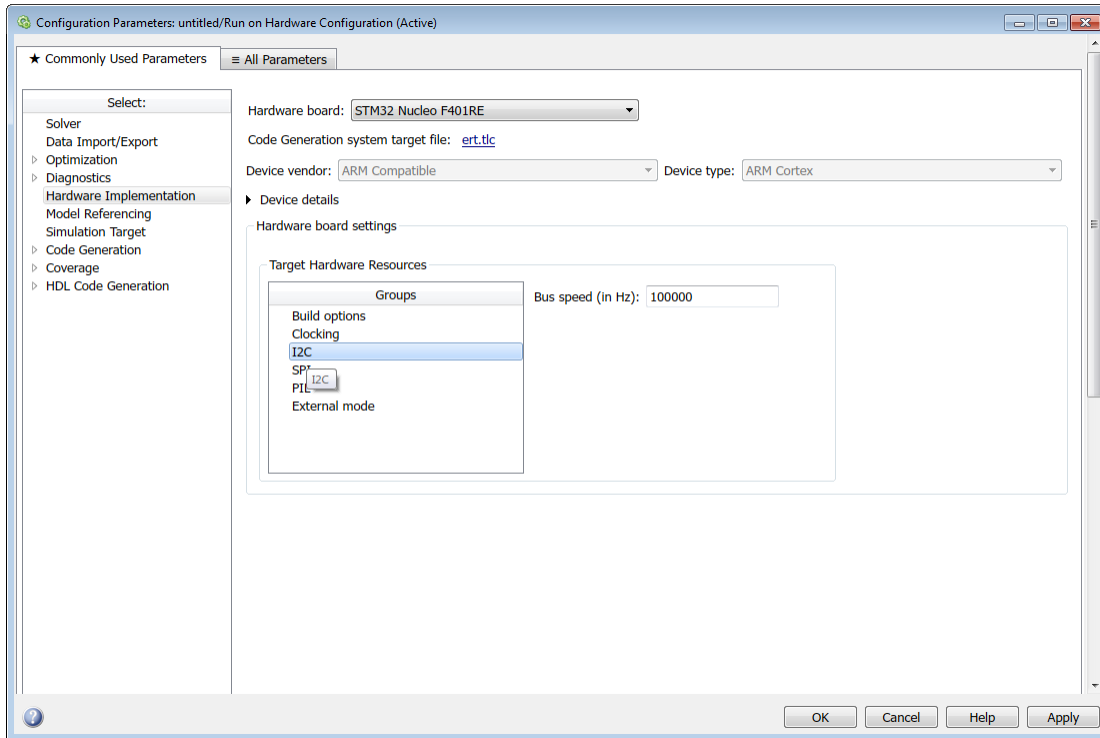 Configuration Parameters: untitled/Run on Hardware Configuration (Active)
★ Commonly Used Parameters
≡ All Parameters
Select:
Solver
Data Import/Export
Optimization
Diagnostics
Hardware Implementation
Model Referencing
Simulation Target
Code Generation
Coverage
HDL Code Generation
Hardware board: STM32 Nucleo F401RE
Code Generation system target file: ert.tlc
Device vendor: ARM Compatible Device type: ARM Cortex
Device details
Hardware board settings
Target Hardware Resources
Groups
Build options
Clocking
I2C
SPI
I2C
PIL
External mode
Bus speed (in Hz): 100000
OK Cancel Help Apply